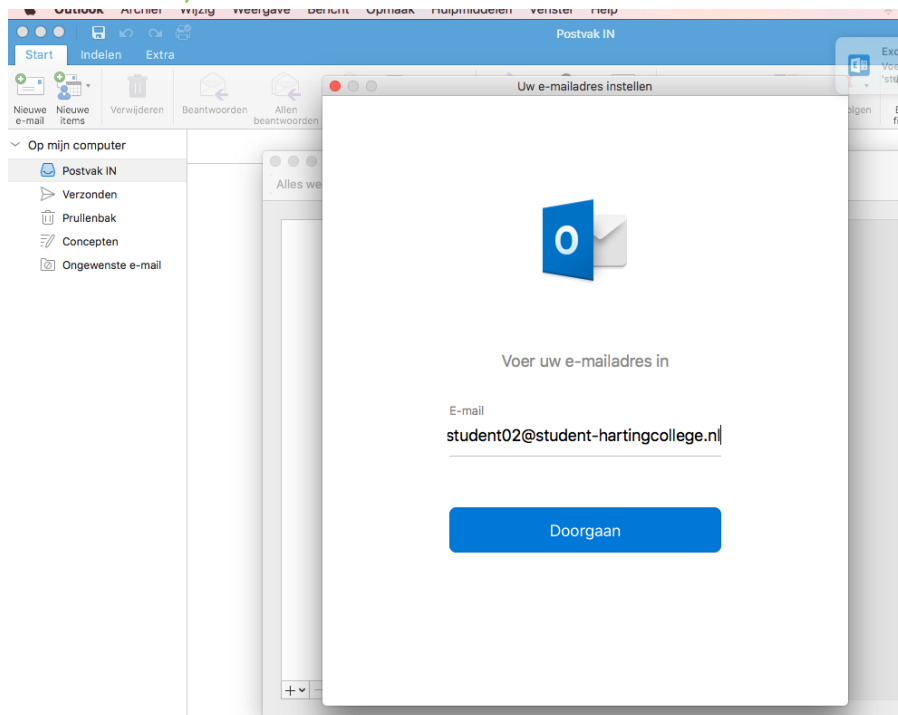 Outlook Archief Wijzig Weergave Bericht Opmaak Hulpmiddelen Venster Help
Postvak IN
Start Indelen Extra
Nieuwe e-mail
Nieuwe items
Verwijderen
Beantwoorden
Allen beantwoorden
Op mijn computer
Postvak IN
Verzonden
Prullenbak
Concepten
Ongewenste e-mail
Alles we
Uw e-mailadres instellen
O
Voer uw e-mailadres in
E-mail
student02@student-hartingcollege.nl
Doorgaan